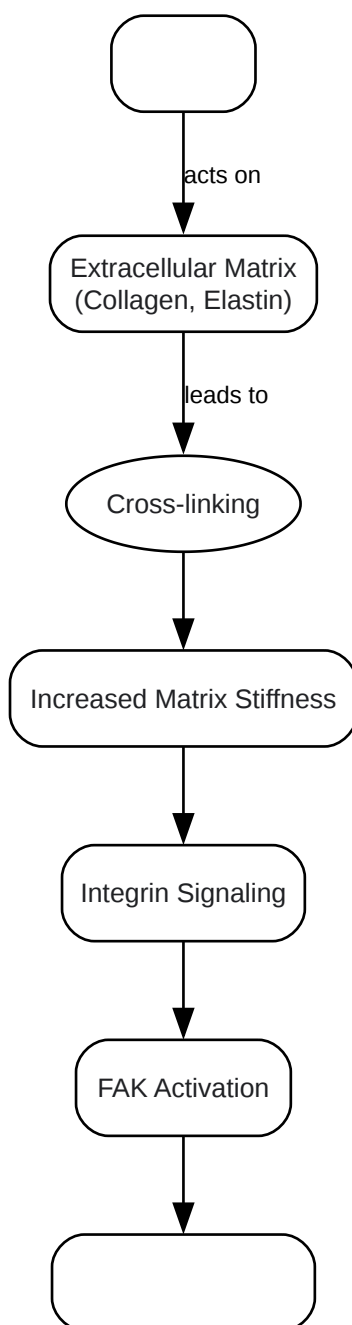 acts on
Extracellular Matrix
(Collagen, Elastin)
leads to
Cross-linking
Increased Matrix Stiffness
Integrin Signaling
FAK Activation